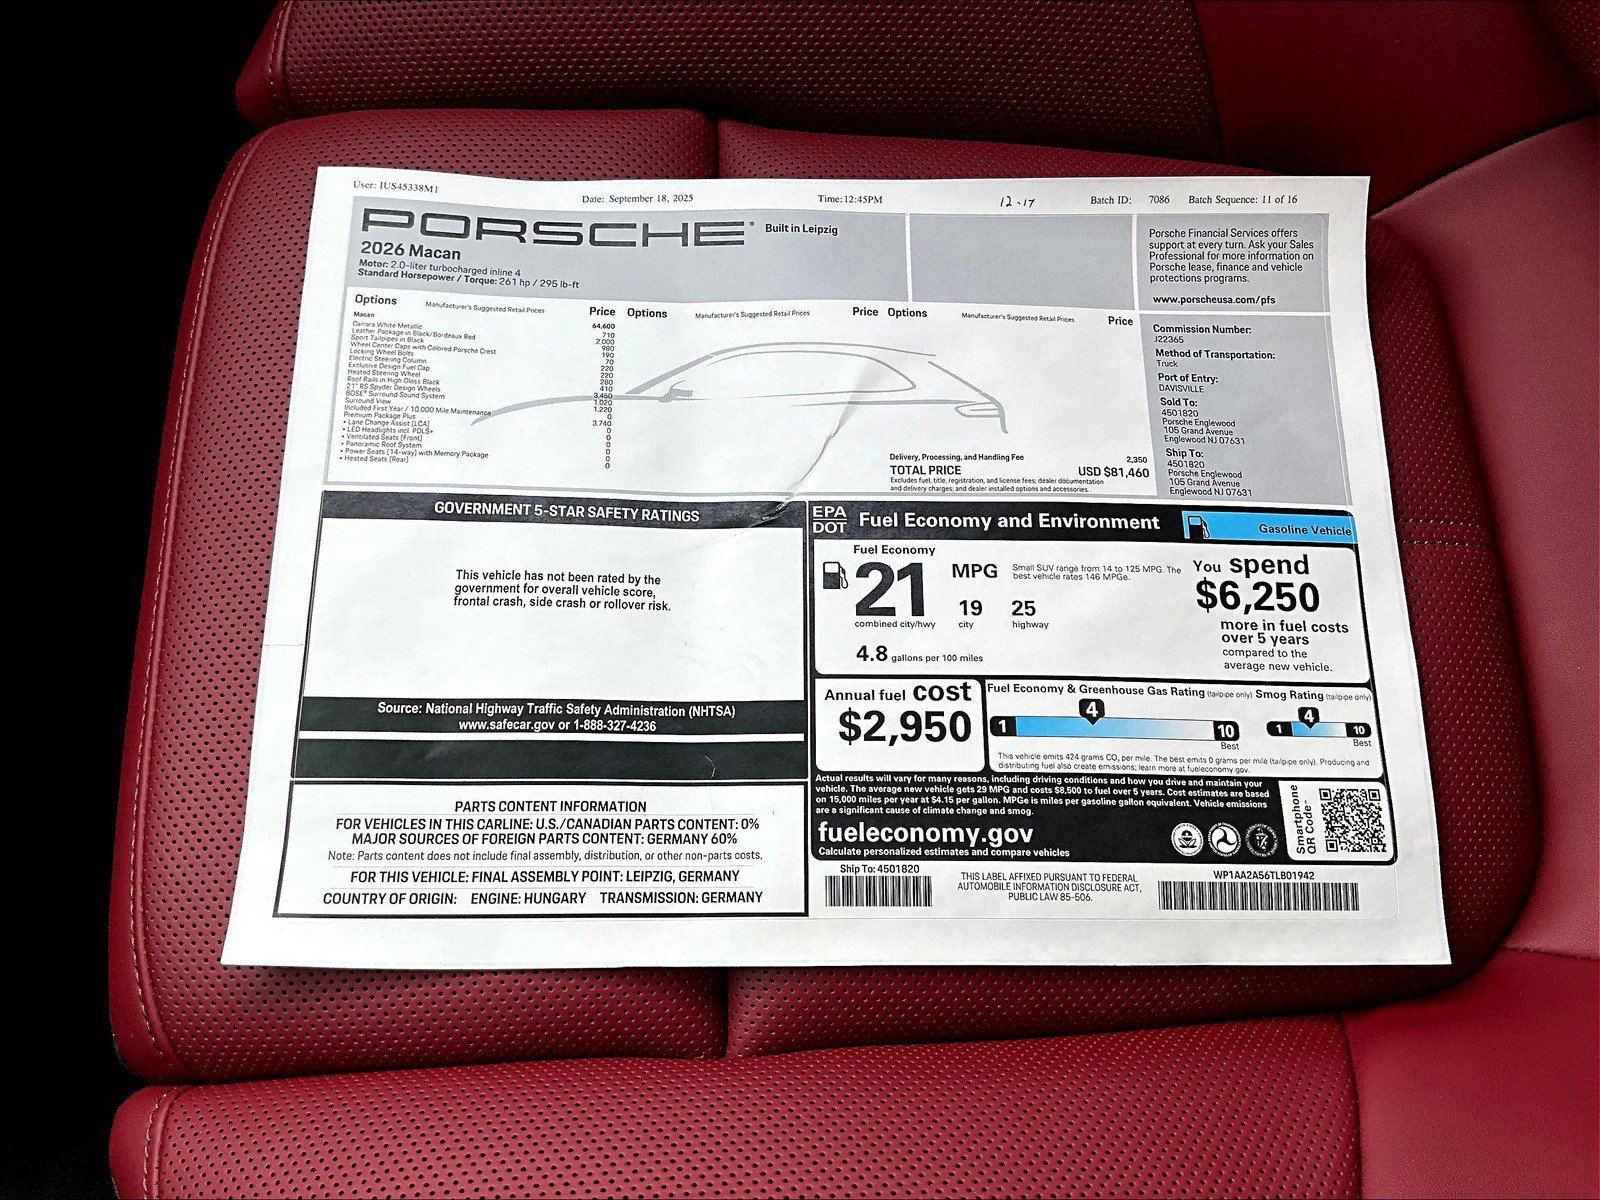 User: IUS45338M1
Date: September 18, 2025
Time:12:45PM
12-17
Batch ID: 7086 Batch Sequence: 11 of 16
PORSCHE
Built in Leipzig
2026 Macan
Motor: 2.0-liter turbocharged inline 4
Standard Horsepower / Torque: 261 hp / 295 lb-ft
Porsche Financial Services offers
support at every turn. Ask your Sales
Professional for more information on
Porsche lease, finance and vehicle
protections programs.
www.porscheusa.com/pfs
Options Manufacturer's Suggested Retail Prices Price Options Manufacturer's Suggested Retail Prices Price Options Manufacturer's Suggested Retail Prices Price
Macan 64,600
Carrara White Metallic 710
Leather Package in Black/Bordeaux Red 2,000
Sport Tailpipes in Black 980
Wheel Center Caps with Colored Porsche Crest 190
Locking Wheel Bolts 70
Electric Steering Column 220
Exclusive Design Fuel Cap 220
Heated Steering Wheel 280
Roof Rails in High Gloss Black 410
21" RS Spyder Design Wheels 3,450
BOSE® Surround Sound System 1,020
Surround View 1,220
Included First Year / 10,000 Mile Maintenance 0
Premium Package Plus 3,740
• Lane Change Assist (LCA) 0
• LED Headlights incl. PDLS+ 0
• Ventilated Seats (Front) 0
• Panoramic Roof System 0
• Power Seats (14-way) with Memory Package 0
• Heated Seats (Rear) 0
Delivery, Processing, and Handling Fee 2,350
TOTAL PRICE USD $81,460
Excludes fuel, title, registration, and license fees; dealer documentation
and delivery charges; and dealer installed options and accessories.
Commission Number:
J22365
Method of Transportation:
Truck
Port of Entry:
DAVISVILLE
Sold To:
4501820
Porsche Englewood
105 Grand Avenue
Englewood NJ 07631
Ship To:
4501820
Porsche Englewood
105 Grand Avenue
Englewood NJ 07631
GOVERNMENT 5-STAR SAFETY RATINGS
This vehicle has not been rated by the
government for overall vehicle score,
frontal crash, side crash or rollover risk.
Source: National Highway Traffic Safety Administration (NHTSA)
www.safecar.gov or 1-888-327-4236
PARTS CONTENT INFORMATION
FOR VEHICLES IN THIS CARLINE: U.S./CANADIAN PARTS CONTENT: 0%
MAJOR SOURCES OF FOREIGN PARTS CONTENT: GERMANY 60%
Note: Parts content does not include final assembly, distribution, or other non-parts costs.
FOR THIS VEHICLE: FINAL ASSEMBLY POINT: LEIPZIG, GERMANY
COUNTRY OF ORIGIN: ENGINE: HUNGARY TRANSMISSION: GERMANY
EPA
DOT
Fuel Economy and Environment
Gasoline Vehicle
Fuel Economy
21
MPG
Small SUV range from 14 to 125 MPG. The
best vehicle rates 146 MPGe.
19 25
combined city/hwy city highway
4.8 gallons per 100 miles
You spend
$6,250
more in fuel costs
over 5 years
compared to the
average new vehicle.
Annual fuel cost
$2,950
Fuel Economy & Greenhouse Gas Rating (tailpipe only)
4
1 10
Best
Smog Rating (tailpipe only)
4
1 10
Best
This vehicle emits 424 grams CO₂ per mile. The best emits 0 grams per mile (tailpipe only). Producing and
distributing fuel also create emissions; learn more at fueleconomy.gov.
Actual results will vary for many reasons, including driving conditions and how you drive and maintain your
vehicle. The average new vehicle gets 29 MPG and costs $8,500 to fuel over 5 years. Cost estimates are based
on 15,000 miles per year at $4.15 per gallon. MPGe is miles per gasoline gallon equivalent. Vehicle emissions
are a significant cause of climate change and smog.
fueleconomy.gov
Calculate personalized estimates and compare vehicles
Smartphone
QR Code
Ship To: 4501820
THIS LABEL AFFIXED PURSUANT TO FEDERAL
AUTOMOBILE INFORMATION DISCLOSURE ACT,
PUBLIC LAW 85-506.
WP1AA2A56TLB01942